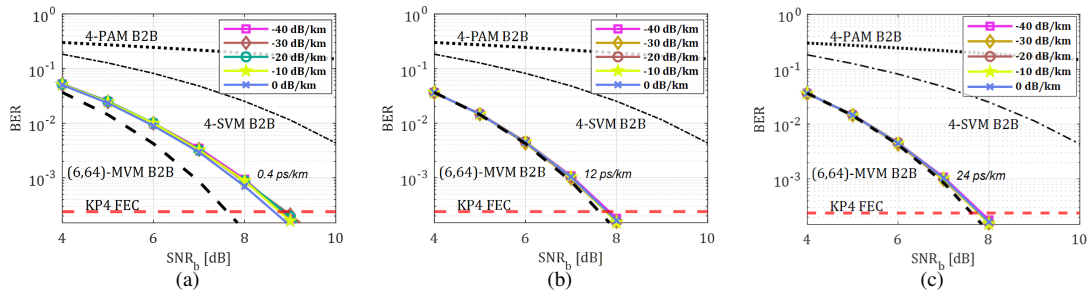 10^0
10^-1
10^-2
10^-3
BER
4-PAM B2B
-40 dB/km
-30 dB/km
-20 dB/km
-10 dB/km
0 dB/km
4-SVM B2B
(6,64)-MVM B2B
0.4 ps/km
KP4 FEC
4 6 8 10
SNR_b [dB]
(a)
10^0
10^-1
10^-2
10^-3
BER
4-PAM B2B
-40 dB/km
-30 dB/km
-20 dB/km
-10 dB/km
0 dB/km
4-SVM B2B
(6,64)-MVM B2B
12 ps/km
KP4 FEC
4 6 8 10
SNR_b [dB]
(b)
10^0
10^-1
10^-2
10^-3
BER
4-PAM B2B
-40 dB/km
-30 dB/km
-20 dB/km
-10 dB/km
0 dB/km
4-SVM B2B
(6,64)-MVM B2B
24 ps/km
KP4 FEC
4 6 8 10
SNR_b [dB]
(c)